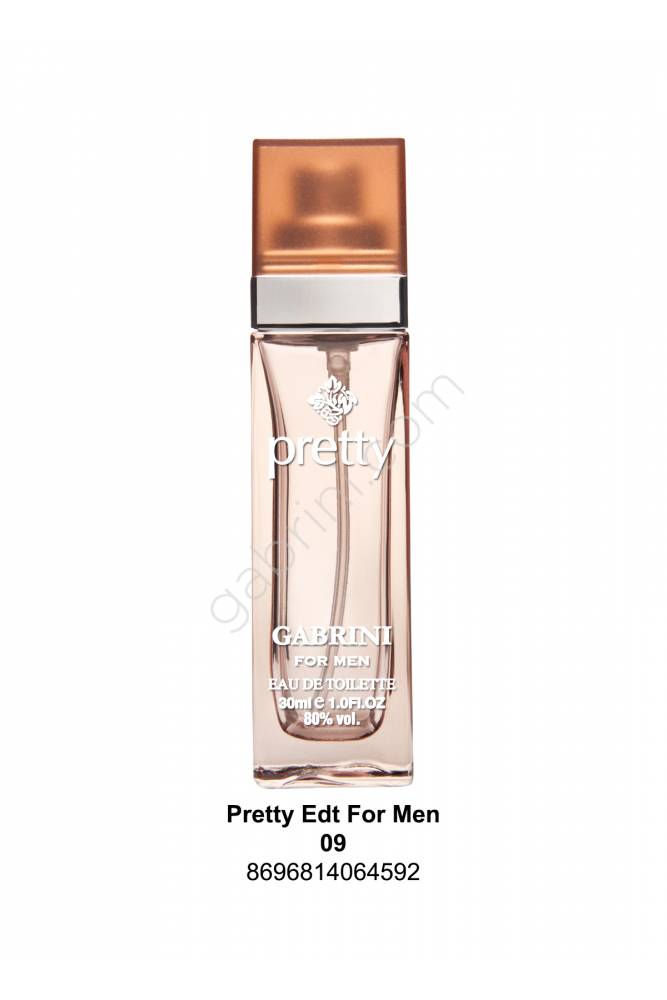 pretty
gabrini.com
GABRINI
FOR MEN
EAU DE TOILETTE
30ml e 1.0Fl.OZ
80% vol.
Pretty Edt For Men
09
8696814064592